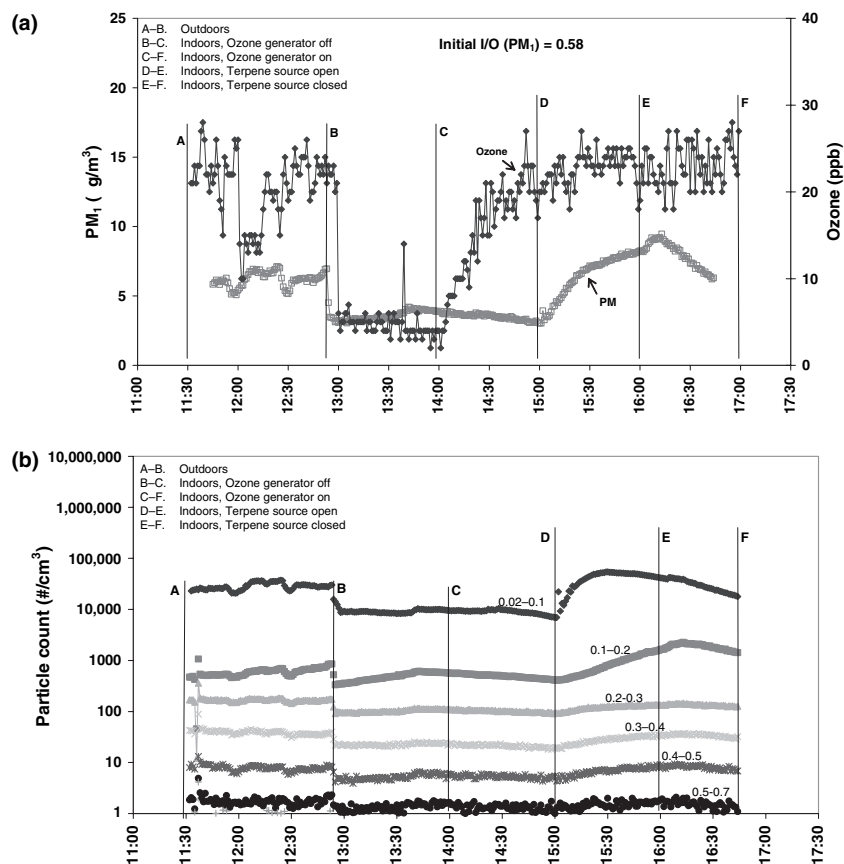 (a)
25
20
15
10
5
0
PM1 ( g/m3)
A–B. Outdoors
B–C. Indoors, Ozone generator off
C–F. Indoors, Ozone generator on
D–E. Indoors, Terpene source open
E–F. Indoors, Terpene source closed
Initial I/O (PM1) = 0.58
A
B
C
D
E
F
Ozone
PM
40
30
20
10
0
Ozone (ppb)
11:00
11:30
12:00
12:30
13:00
13:30
14:00
14:30
15:00
15:30
16:00
16:30
17:00
17:30
(b)
10,000,000
1,000,000
100,000
10,000
1000
100
10
1
Particle count (#/cm3)
A–B. Outdoors
B–C. Indoors, Ozone generator off
C–F. Indoors, Ozone generator on
D–E. Indoors, Terpene source open
E–F. Indoors, Terpene source closed
A
B
C
D
E
F
0.02–0.1
0.1–0.2
0.2-0.3
0.3–0.4
0.4–0.5
0.5-0.7
11:00
11:30
12:00
12:30
13:00
13:30
14:00
14:30
15:00
15:30
16:00
16:30
17:00
17:30